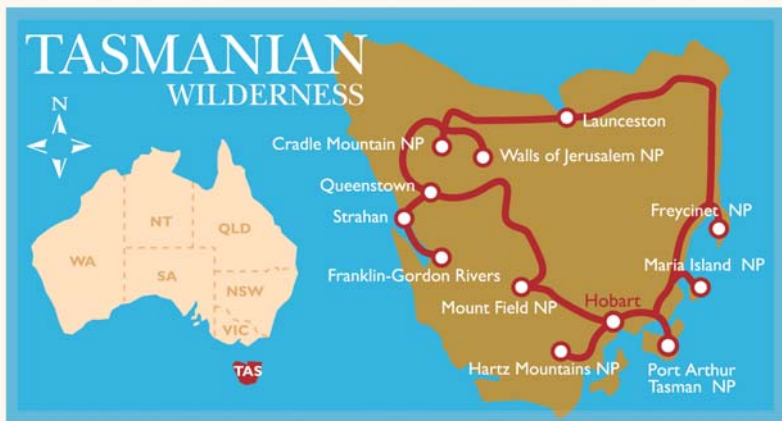 TASMANIAN
WILDERNESS
N
WA
NT
QLD
SA
NSW
VIC
TAS
Launceston
Cradle Mountain NP
Walls of Jerusalem NP
Queenstown
Strahan
Freycinet NP
Franklin-Gordon Rivers
Maria Island NP
Mount Field NP
Hobart
Hartz Mountains NP
Port Arthur
Tasman NP